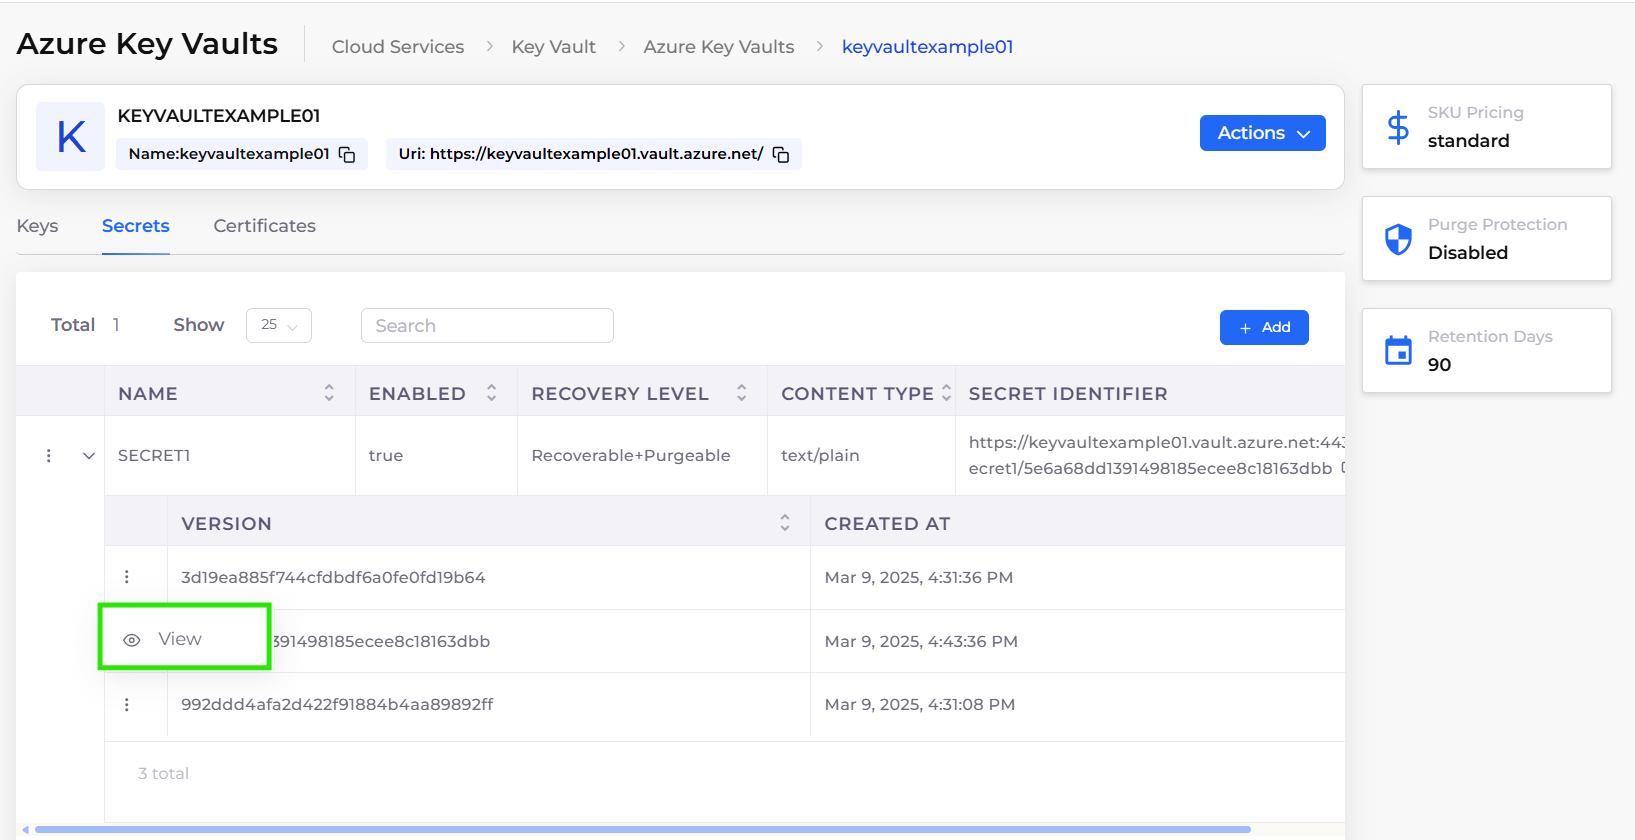 Azure Key Vaults
Cloud Services > Key Vault > Azure Key Vaults > keyvaultexample01
K
KEYVAULTEXAMPLE01
Name:keyvaultexample01
Uri: https://keyvaultexample01.vault.azure.net/
Actions
SKU Pricing
standard
Purge Protection
Disabled
Retention Days
90
Keys Secrets Certificates
Total 1 Show 25 Search + Add
NAME ENABLED RECOVERY LEVEL CONTENT TYPE SECRET IDENTIFIER
SECRET1 true Recoverable+Purgeable text/plain https://keyvaultexample01.vault.azure.net:443
ecret1/5e6a68dd1391498185ecee8c18163dbb
VERSION CREATED AT
3d19ea885f744cfdbdf6a0fe0fd19b64 Mar 9, 2025, 4:31:36 PM
View 391498185ecee8c18163dbb Mar 9, 2025, 4:43:36 PM
992ddd4afa2d422f91884b4aa89892ff Mar 9, 2025, 4:31:08 PM
3 total